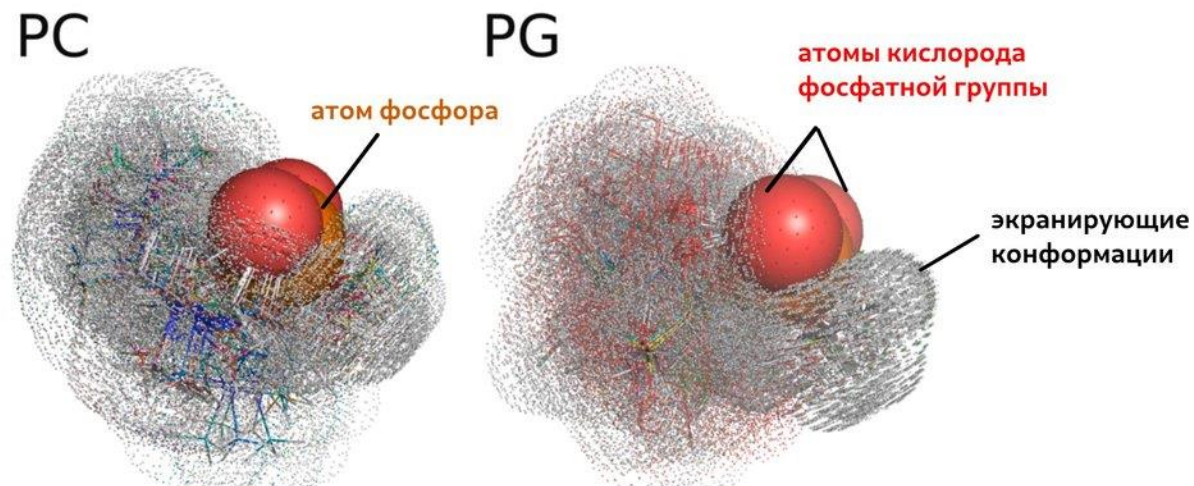 PC
PG
атом фосфора
атомы кислорода
фосфатной группы
экранирующие
конформации